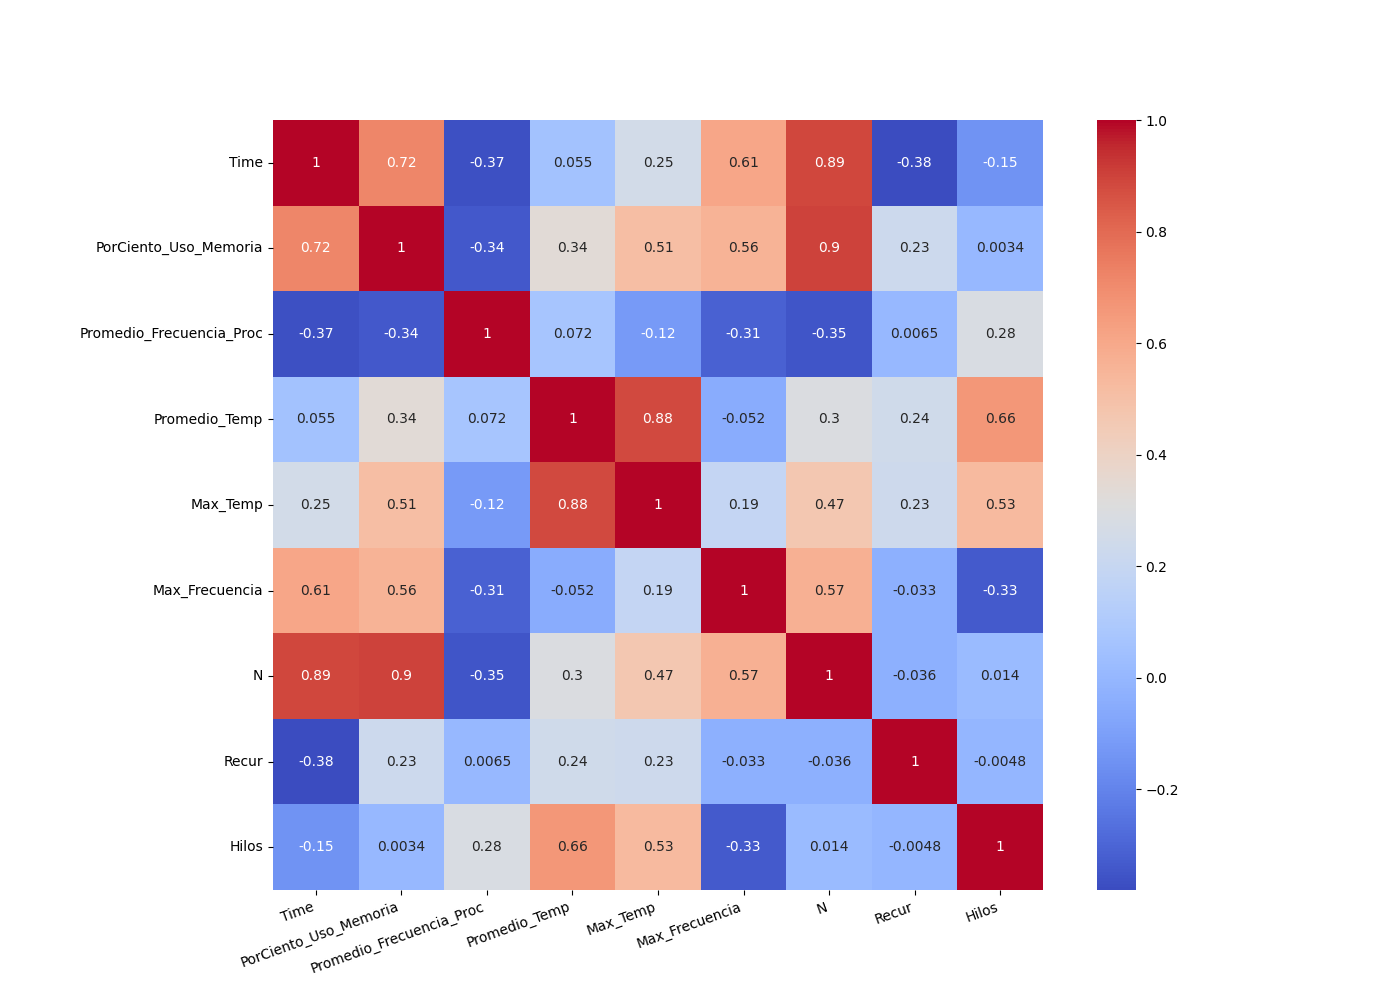 Time 1 0.72 -0.37 0.055 0.25 0.61 0.89 -0.38 -0.15
PorCiento_Uso_Memoria 0.72 1 -0.34 0.34 0.51 0.56 0.9 0.23 0.0034
Promedio_Frecuencia_Proc -0.37 -0.34 1 0.072 -0.12 -0.31 -0.35 0.0065 0.28
Promedio_Temp 0.055 0.34 0.072 1 0.88 -0.052 0.3 0.24 0.66
Max_Temp 0.25 0.51 -0.12 0.88 1 0.19 0.47 0.23 0.53
Max_Frecuencia 0.61 0.56 -0.31 -0.052 0.19 1 0.57 -0.033 -0.33
N 0.89 0.9 -0.35 0.3 0.47 0.57 1 -0.036 0.014
Recur -0.38 0.23 0.0065 0.24 0.23 -0.033 -0.036 1 -0.0048
Hilos -0.15 0.0034 0.28 0.66 0.53 -0.33 0.014 -0.0048 1
Time
PorCiento_Uso_Memoria
Promedio_Frecuencia_Proc
Promedio_Temp
Max_Temp
Max_Frecuencia
N
Recur
Hilos
1.0
0.8
0.6
0.4
0.2
0.0
−0.2